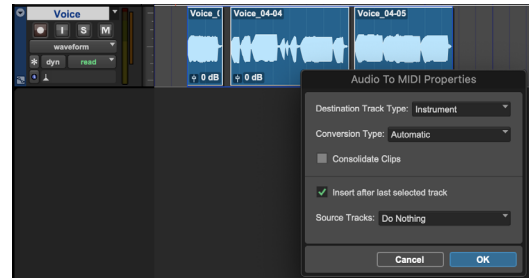 Voice
I S M
waveform
dyn read
Voice_
Voice_04-04
Voice_04-05
0 dB
0 dB
Audio To MIDI Properties
Destination Track Type: Instrument
Conversion Type: Automatic
Consolidate Clips
Insert after last selected track
Source Tracks: Do Nothing
Cancel
OK